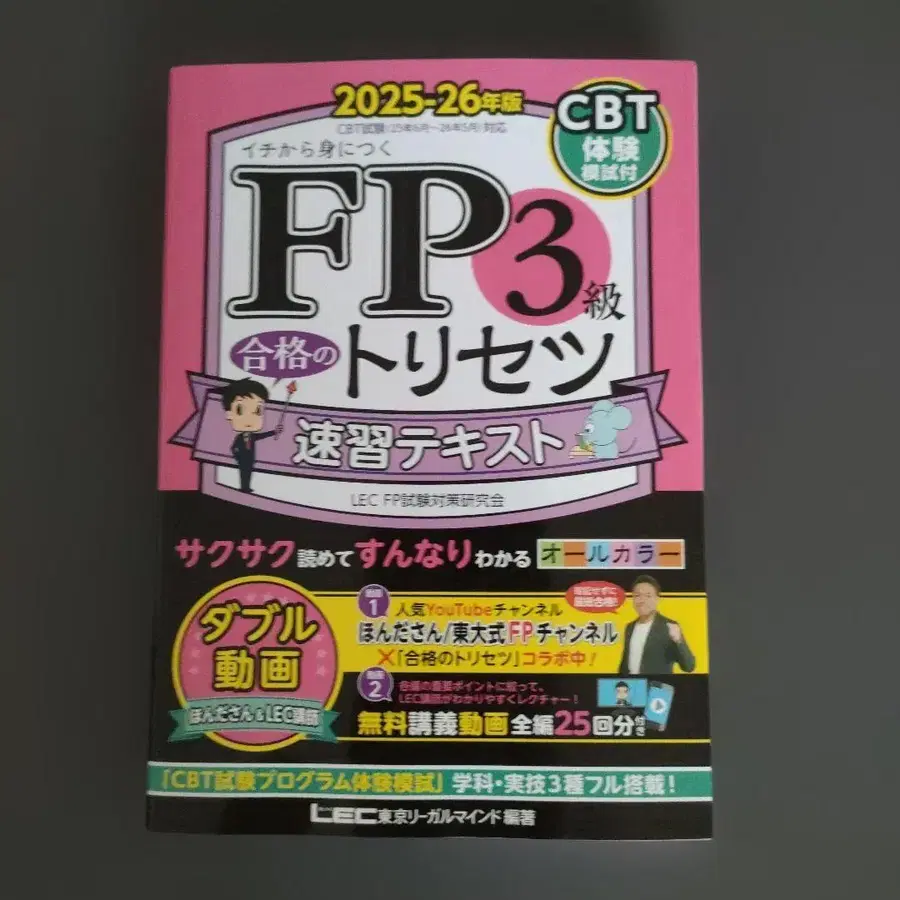 2025-26年版
CBT試験(25年6月~26年5月)対応
CBT
体験
模試付
イチから身につく
FP3級
合格の
トリセツ
速習テキスト
LEC FP試験対策研究会
サクサク読めてすんなりわかる
オールカラー
ダブル
動画
ほんださん&LEC講師
動画
1
人気YouTubeチャンネル
ほんださん/東大式FPチャンネル
×「合格のトリセツ」コラボ中!
動画
2
合格の重要ポイントに絞って、
LEC講師がわかりやすくレクチャー!
無料講義動画 全編25回分付き
「CBT試験プログラム体験模試」学科・実技3種フル搭載!
LEC東京リーガルマインド 編著